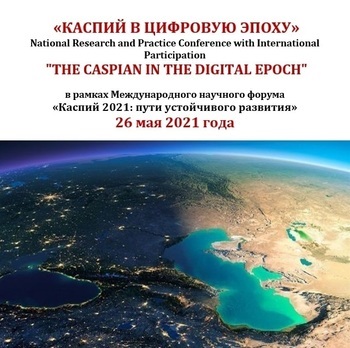 «КАСПИЙ В ЦИФРОВУЮ ЭПОХУ»
National Research and Practice Conference with International
Participation
"THE CASPIAN IN THE DIGITAL EPOCH"
в рамках Международного научного форума
«Каспий 2021: пути устойчивого развития»
26 мая 2021 года